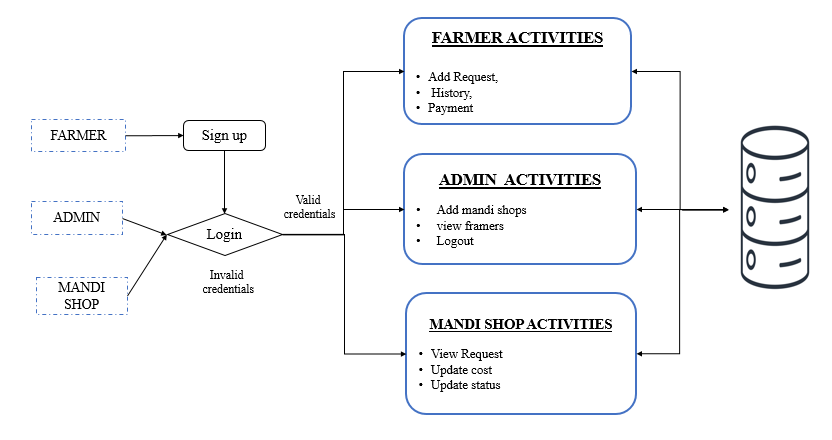 FARMER
Sign up
ADMIN
Login
MANDI
SHOP
Valid
credentials
Invalid
credentials
FARMER ACTIVITIES
• Add Request,
• History,
• Payment
ADMIN ACTIVITIES
• Add mandi shops
• view framers
• Logout
MANDI SHOP ACTIVITIES
• View Request
• Update cost
• Update status